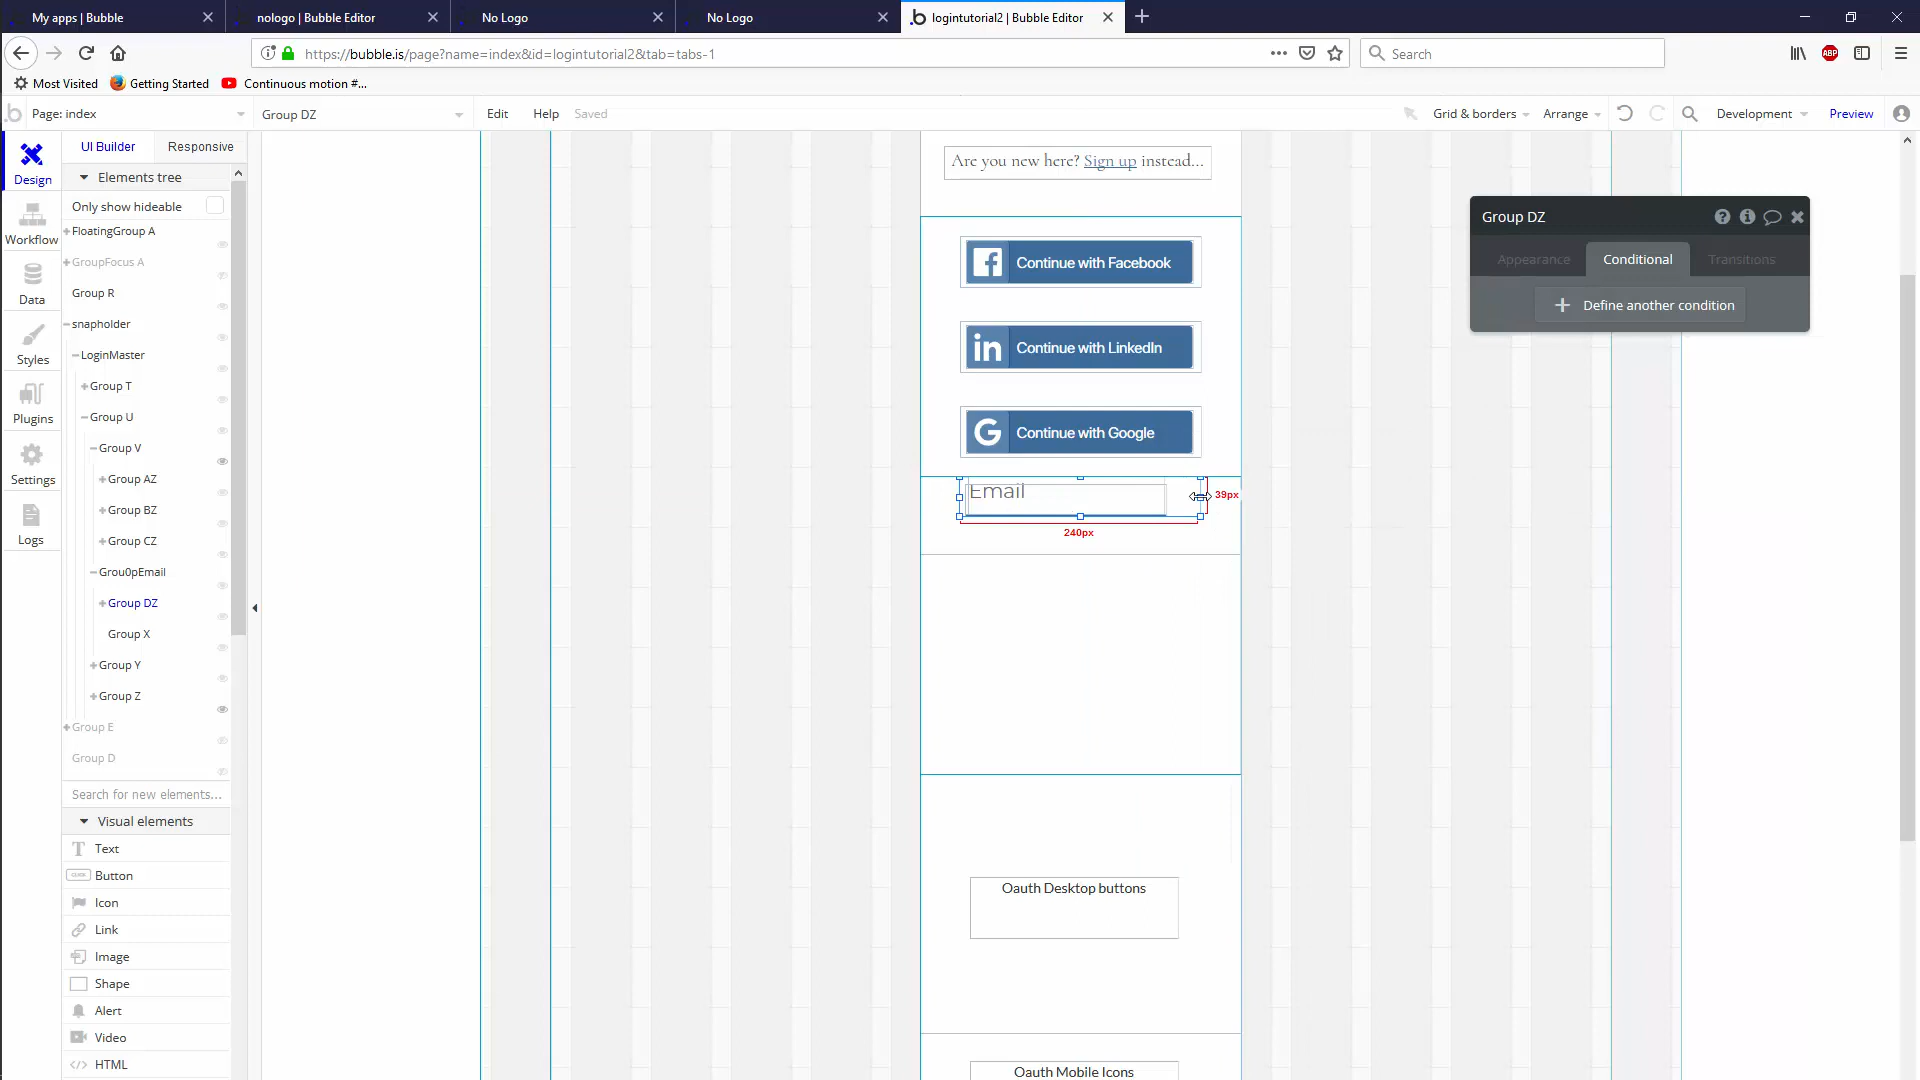 My apps | Bubble
nologo | Bubble Editor
No Logo
No Logo
logintutorial2 | Bubble Editor
https://bubble.is/page?name=index&id=logintutorial2&tab=tabs-1
Search
Most Visited
Getting Started
Continuous motion #...
Page: index
Group DZ
Edit
Help
Saved
Grid & borders
Arrange
Development
Preview
Design
Workflow
Data
Styles
Plugins
Settings
Logs
UI Builder
Responsive
Elements tree
Only show hideable
FloatingGroup A
GroupFocus A
Group R
snapholder
LoginMaster
Group T
Group U
Group V
Group AZ
Group BZ
Group CZ
Grou0pEmail
Group DZ
Group X
Group Y
Group Z
Group E
Group D
Search for new elements...
Visual elements
Text
CLICK
Button
Icon
Link
Image
Shape
Alert
Video
HTML
Are you new here? Sign up instead...
Continue with Facebook
in Continue with LinkedIn
G Continue with Google
Email
39px
240px
Oauth Desktop buttons
Oauth Mobile Icons
Group DZ
Appearance
Conditional
Transitions
Define another condition
ABP